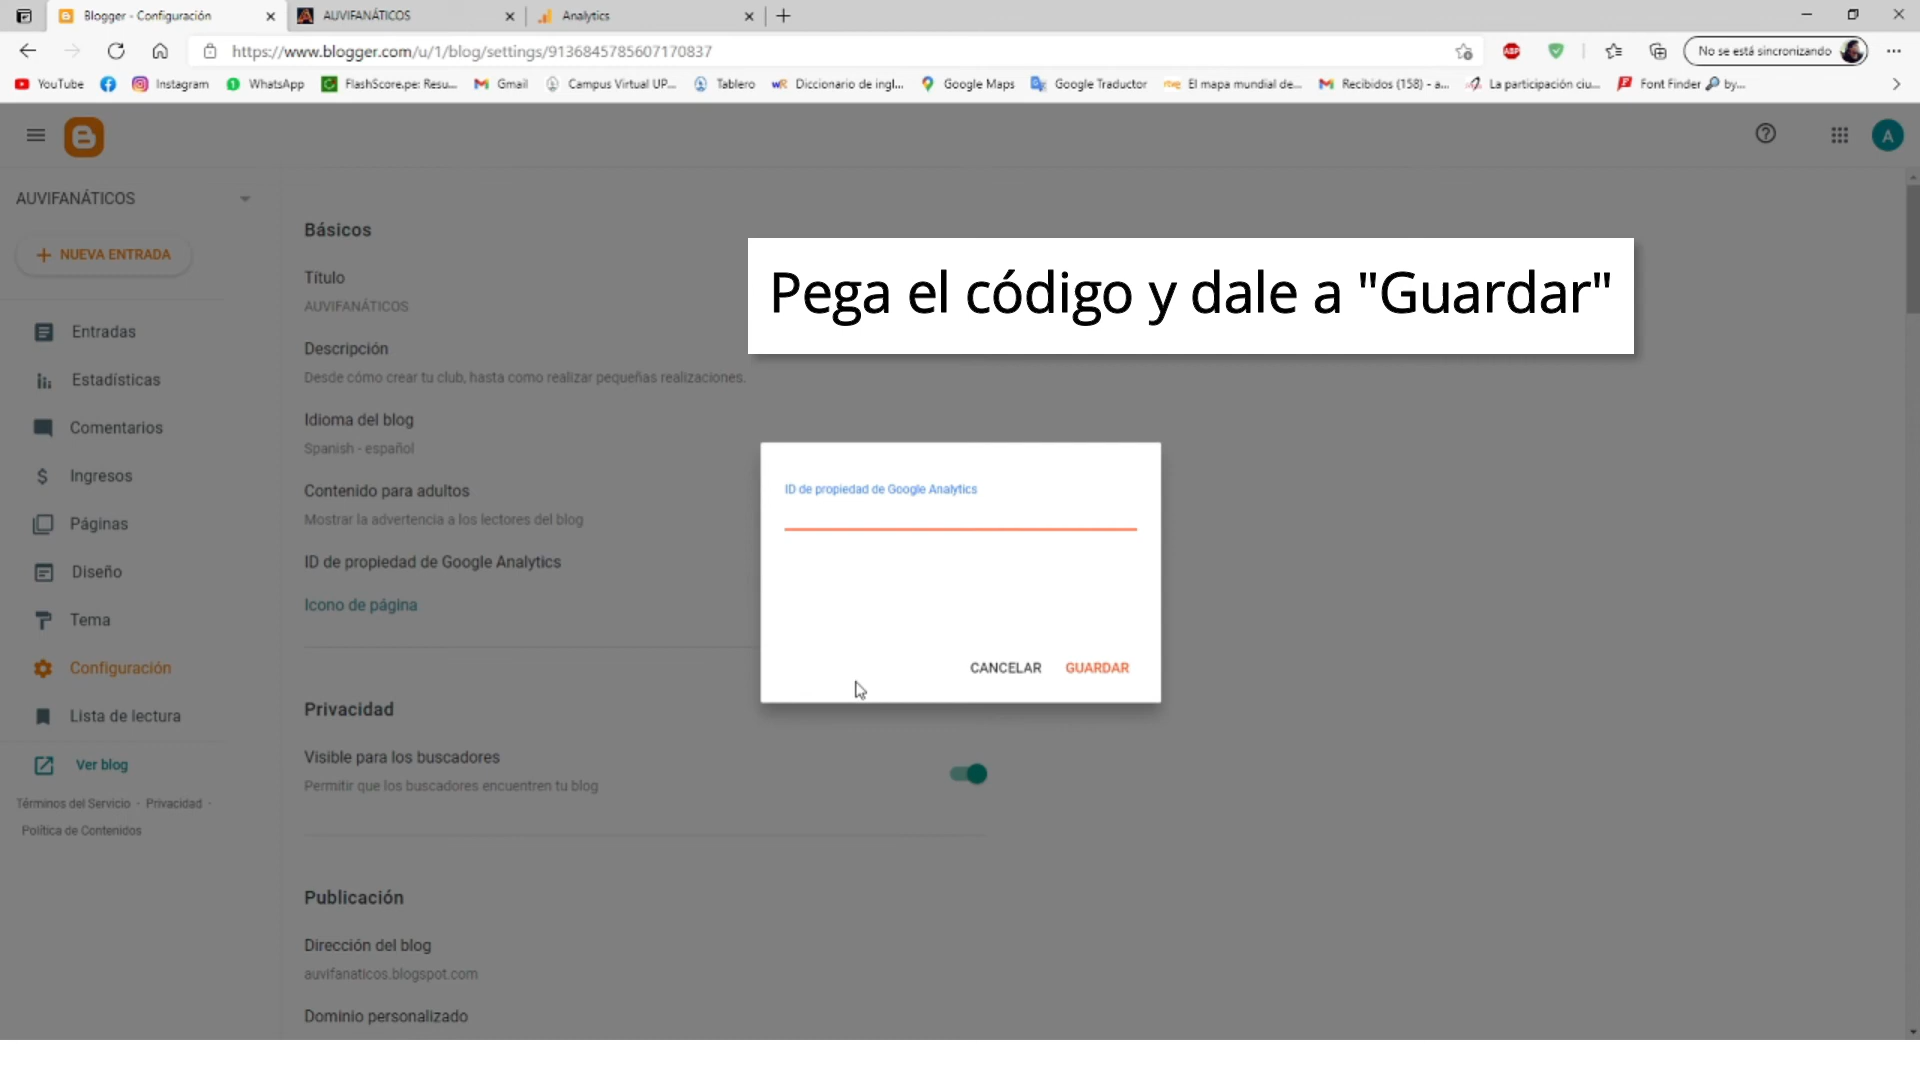 Blogger - Configuración
AUVIFANÁTICOS
Analytics
https://www.blogger.com/u/1/blog/settings/9136845785607170837
ABP
No se está sincronizando
YouTube
Instagram
WhatsApp
FlashScore.pe: Resu...
Gmail
Campus Virtual UP...
Tablero
wR Diccionario de ingl...
Google Maps
Google Traductor
rtve El mapa mundial de...
Recibidos (158) - a...
La participación ciu...
Font Finder 🔎 by...
A
AUVIFANÁTICOS
NUEVA ENTRADA
Entradas
Estadísticas
Comentarios
Ingresos
Páginas
Diseño
Tema
Configuración
Lista de lectura
Ver blog
Términos del Servicio · Privacidad ·
Política de Contenidos
Básicos
Título
AUVIFANÁTICOS
Descripción
Desde cómo crear tu club, hasta como realizar pequeñas realizaciones.
Idioma del blog
Spanish - español
Contenido para adultos
Mostrar la advertencia a los lectores del blog
ID de propiedad de Google Analytics
Icono de página
Privacidad
Visible para los buscadores
Permitir que los buscadores encuentren tu blog
Publicación
Dirección del blog
auvifanaticos.blogspot.com
Dominio personalizado
Pega el código y dale a "Guardar"
ID de propiedad de Google Analytics
CANCELAR GUARDAR